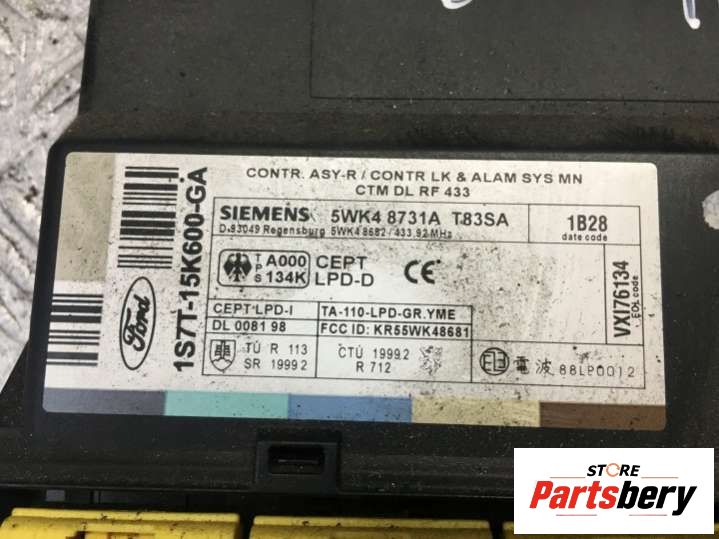 CONTR. ASY-R / CONTR LK & ALAM SYS MN
CTM DL RF 433
Ford
1S7T-15K600-GA
SIEMENS 5WK4 8731A T83SA
D-93049 Regensburg 5WK4 8682 / 433,92 MHz
1B28
date code
T P S A000 134K
CEPT
LPD-D
CE
VXI76134
EOL code
CEPT LPD-I
DL 0081 98
TA-110-LPD-GR.YME
FCC ID: KR55WK48681
TÚ R 113
SR 1999 2
CTÚ 1999 2
R 712
電波 88LP0012
STORE
Partsbery